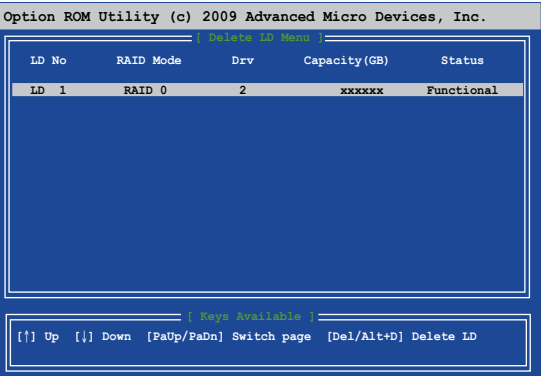 Option ROM Utility (c) 2009 Advanced Micro Devices, Inc.
[ Delete LD Menu ]
LD No RAID Mode Drv Capacity(GB) Status
LD 1 RAID 0 2 xxxxxx Functional
[ Keys Available ]
[↑] Up [↓] Down [PaUp/PaDn] Switch page [Del/Alt+D] Delete LD